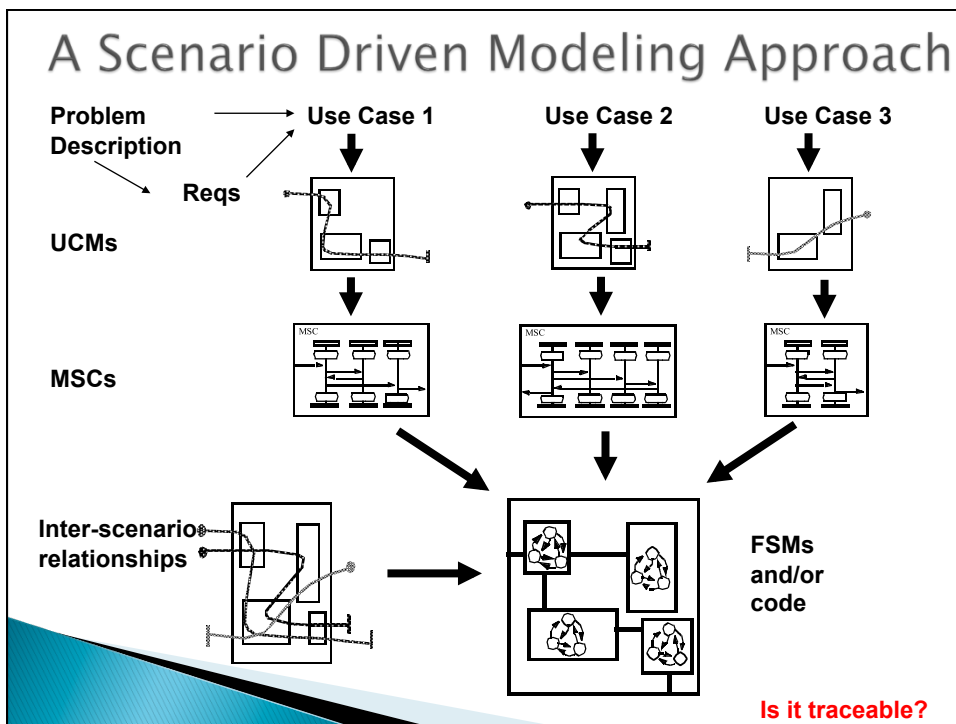 A Scenario Driven Modeling Approach
Problem
Description
Use Case 1
Use Case 2
Use Case 3
Reqs
UCMs
MSC
MSC
MSC
MSCs
Inter-scenario
relationships
FSMs
and/or
code
Is it traceable?